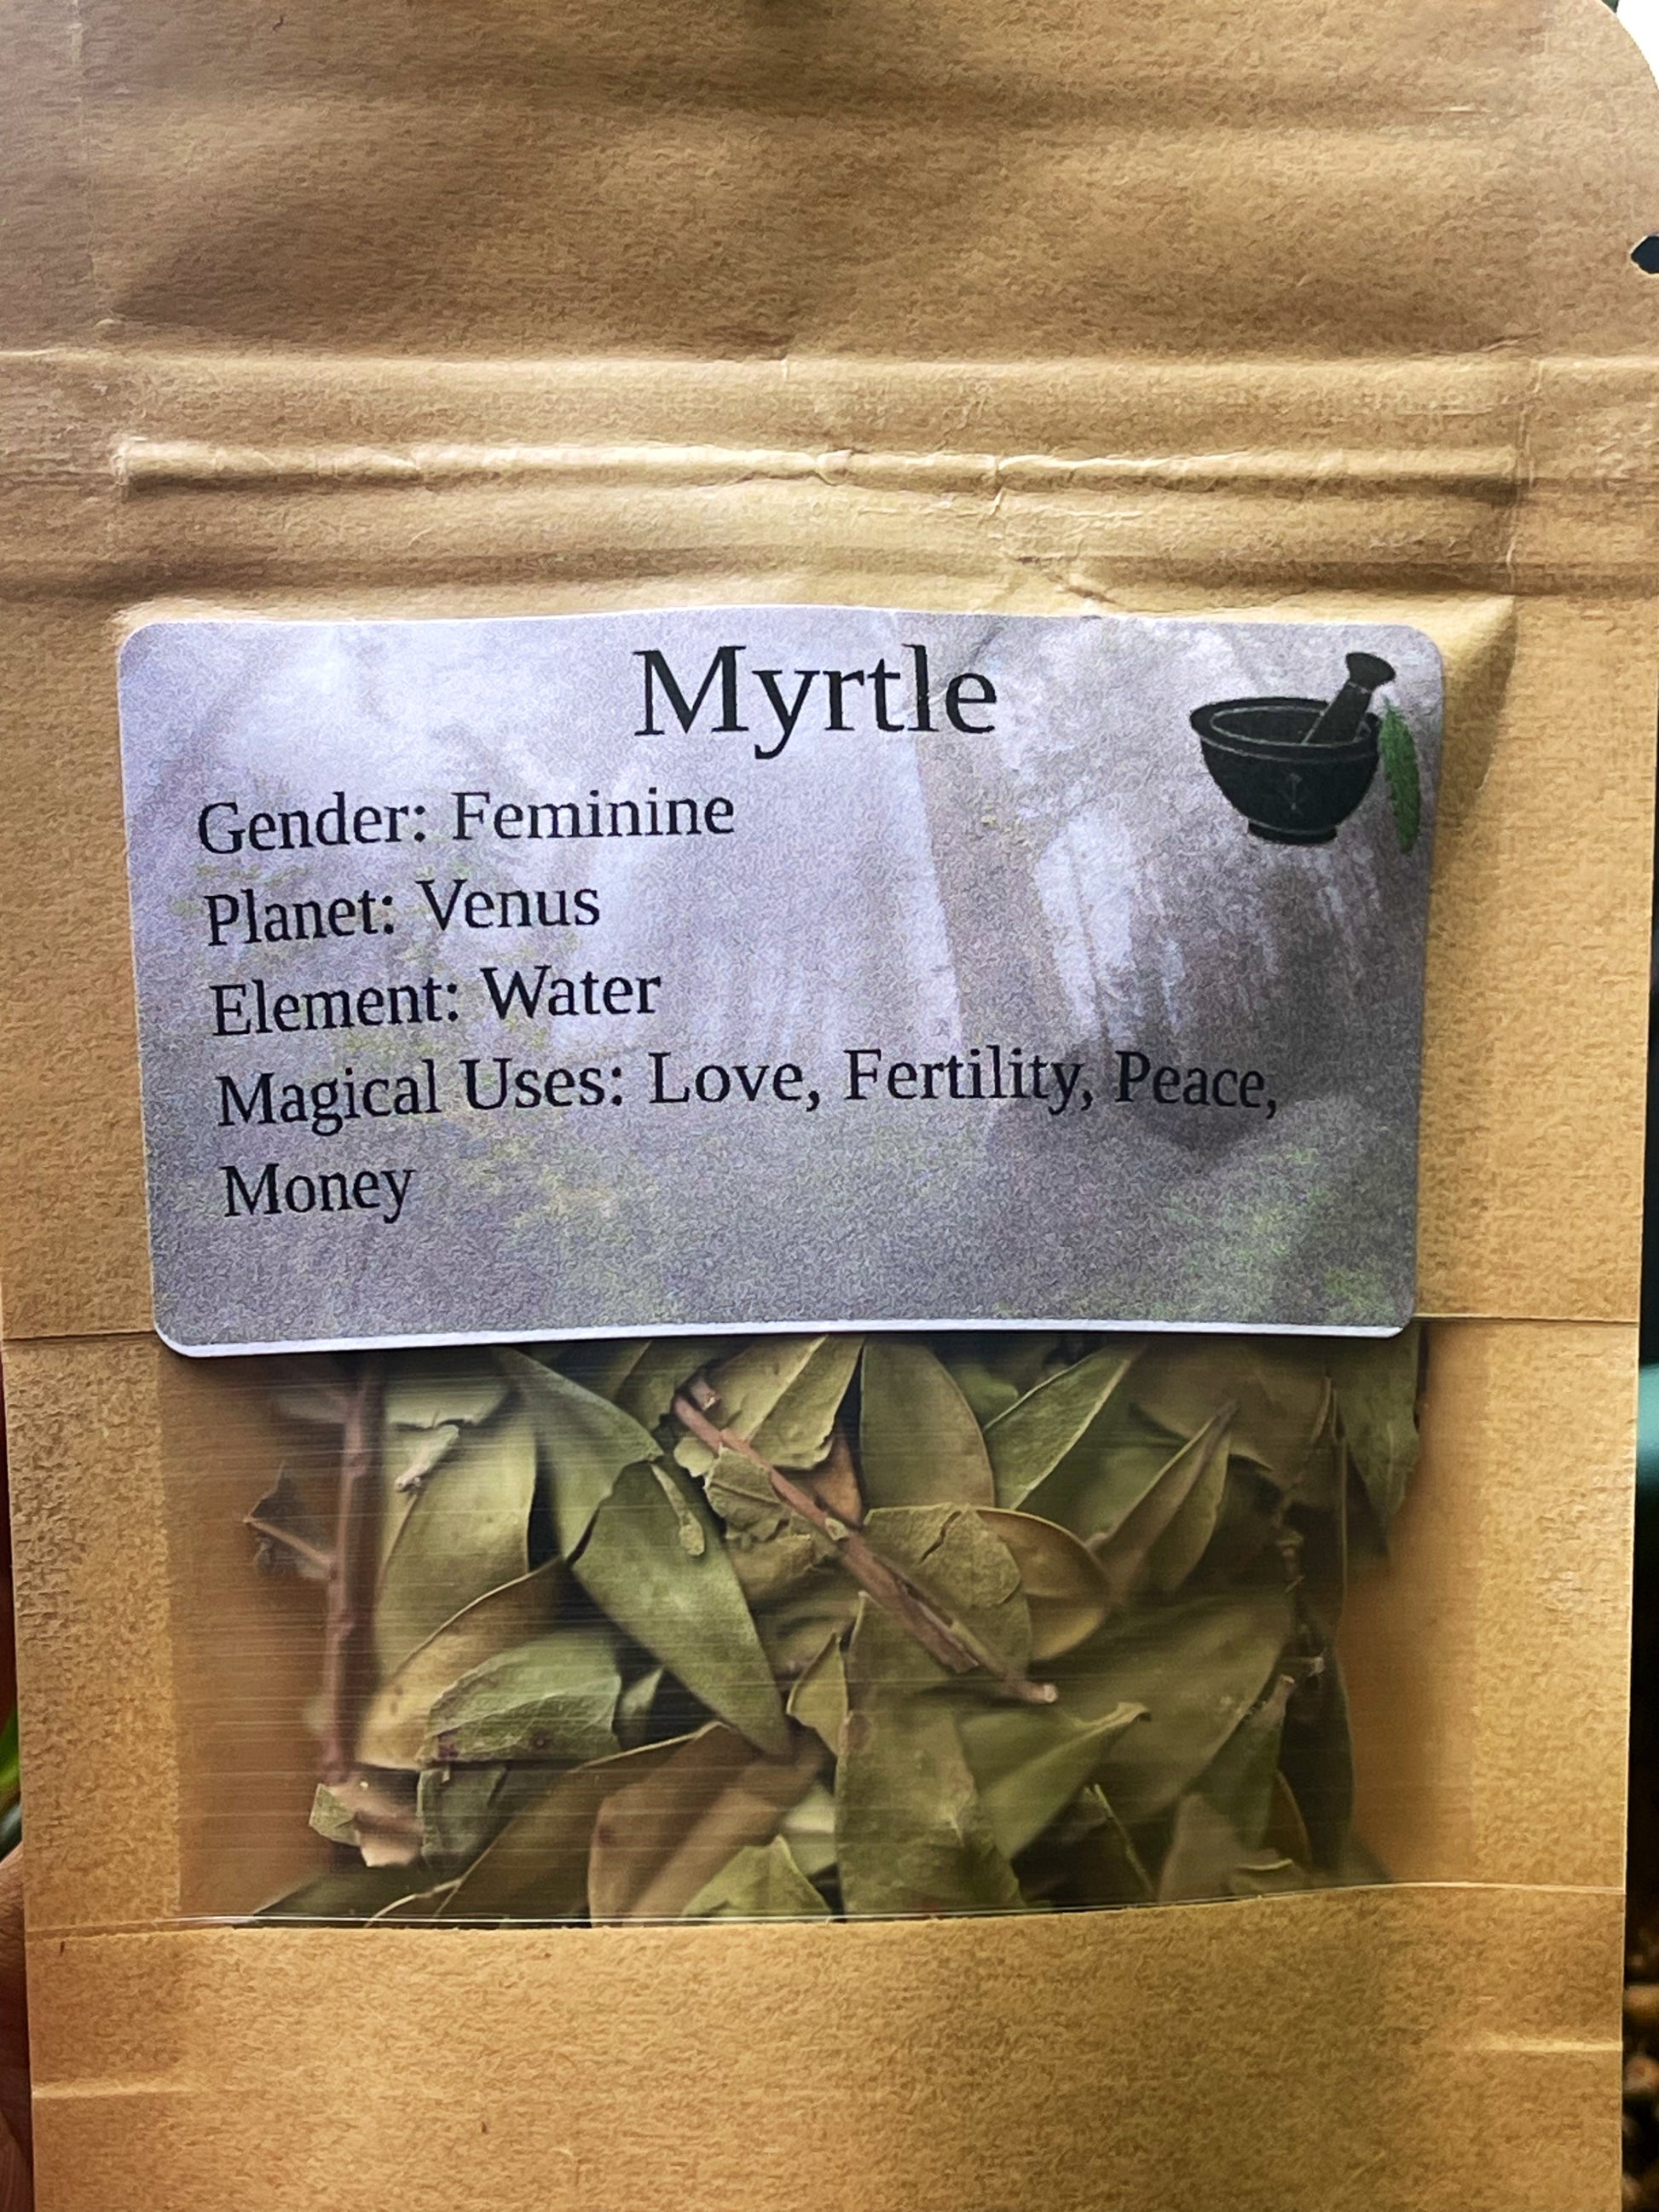 Myrtle
Gender: Feminine
Planet: Venus
Element: Water
Magical Uses: Love, Fertility, Peace,
Money